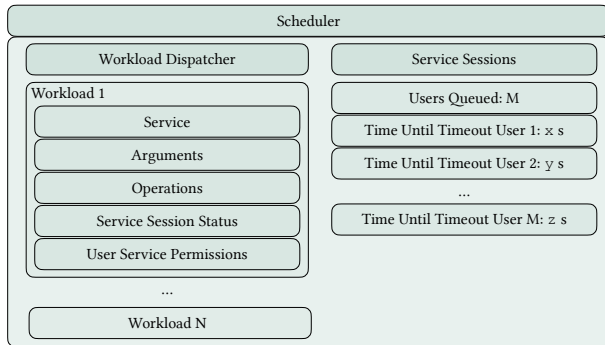 Scheduler
Workload Dispatcher
Workload 1
Service
Arguments
Operations
Service Session Status
User Service Permissions
...
Workload N
Service Sessions
Users Queued: M
Time Until Timeout User 1: x s
Time Until Timeout User 2: y s
...
Time Until Timeout User M: z s